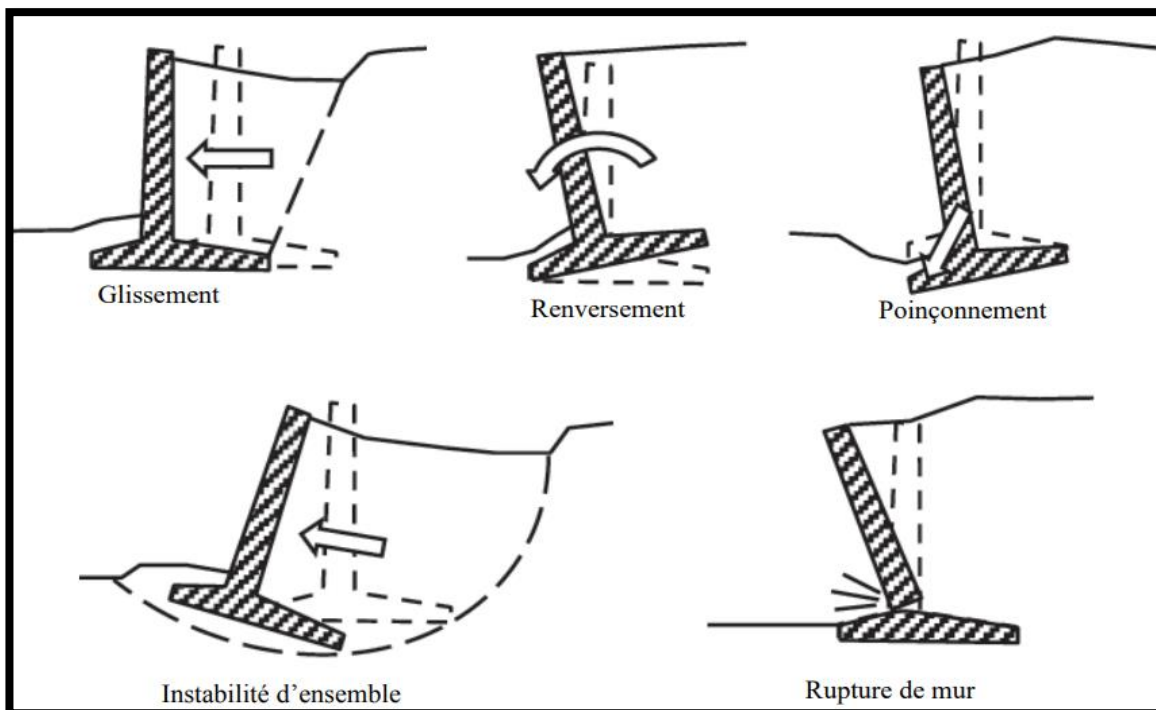 Glissement
Renversement
Poinçonnement
Instabilité d'ensemble
Rupture de mur